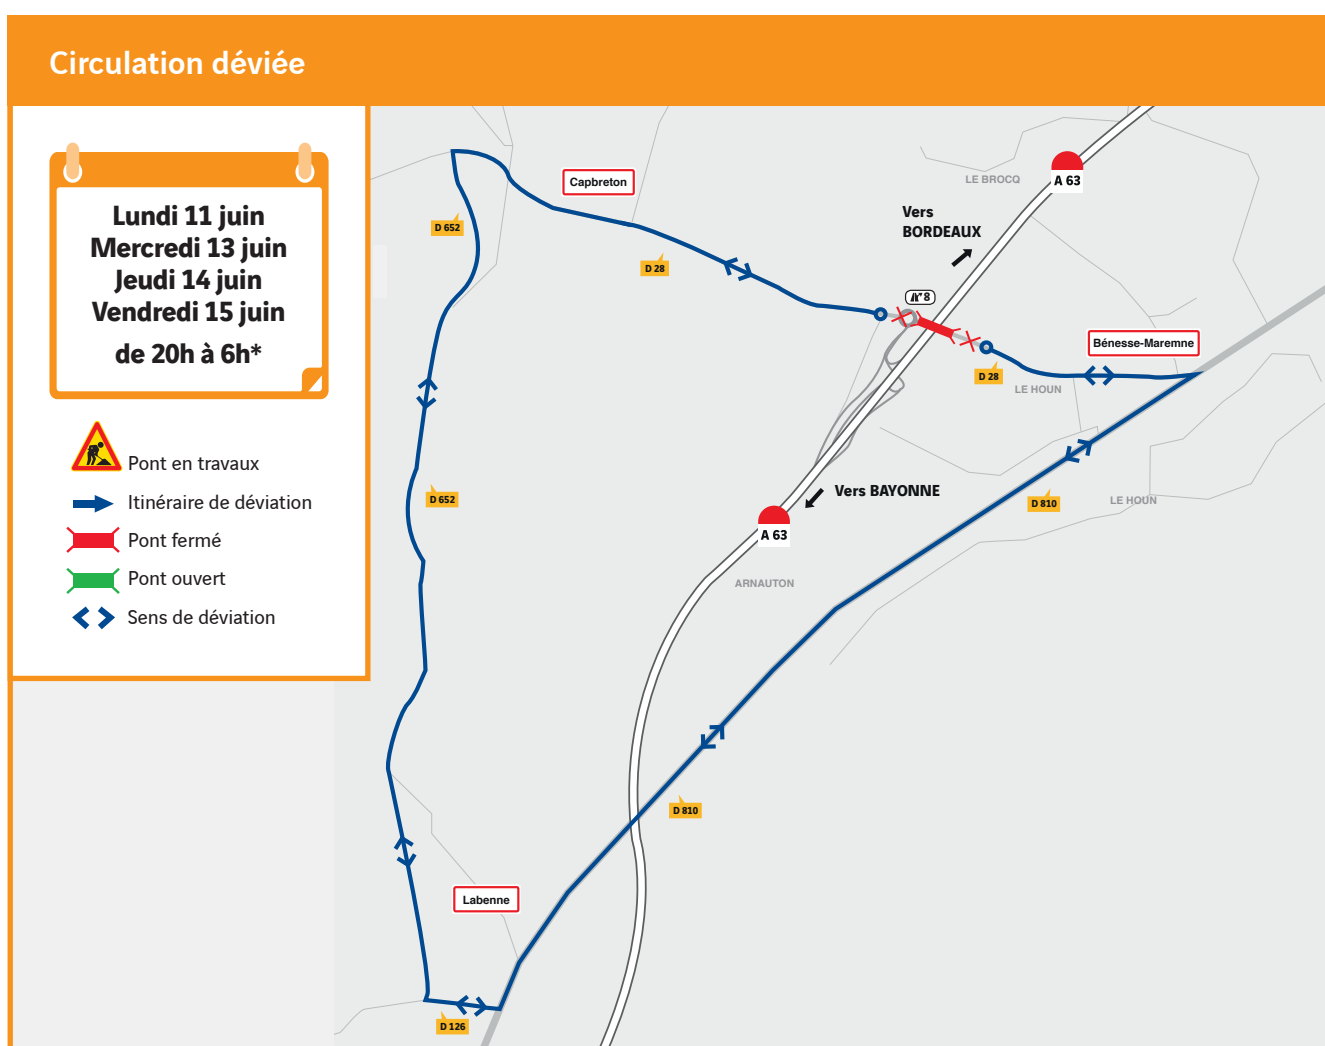 Circulation déviée
Lundi 11 juin
Mercredi 13 juin
Jeudi 14 juin
Vendredi 15 juin
de 20h à 6h*
Pont en travaux
Itinéraire de déviation
Pont fermé
Pont ouvert
Sens de déviation
Capbreton
D 652
D 28
LE BROCQ
A 63
Vers
BORDEAUX
8
Bénesse-Maremne
D 28
LE HOUN
D 652
Vers BAYONNE
D 810
LE HOUN
A 63
ARNAUTON
D 810
Labenne
D 126